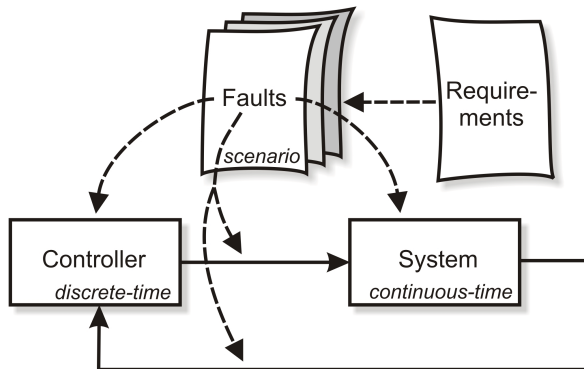 Faults
scenario
Require-
ments
Controller
discrete-time
System
continuous-time